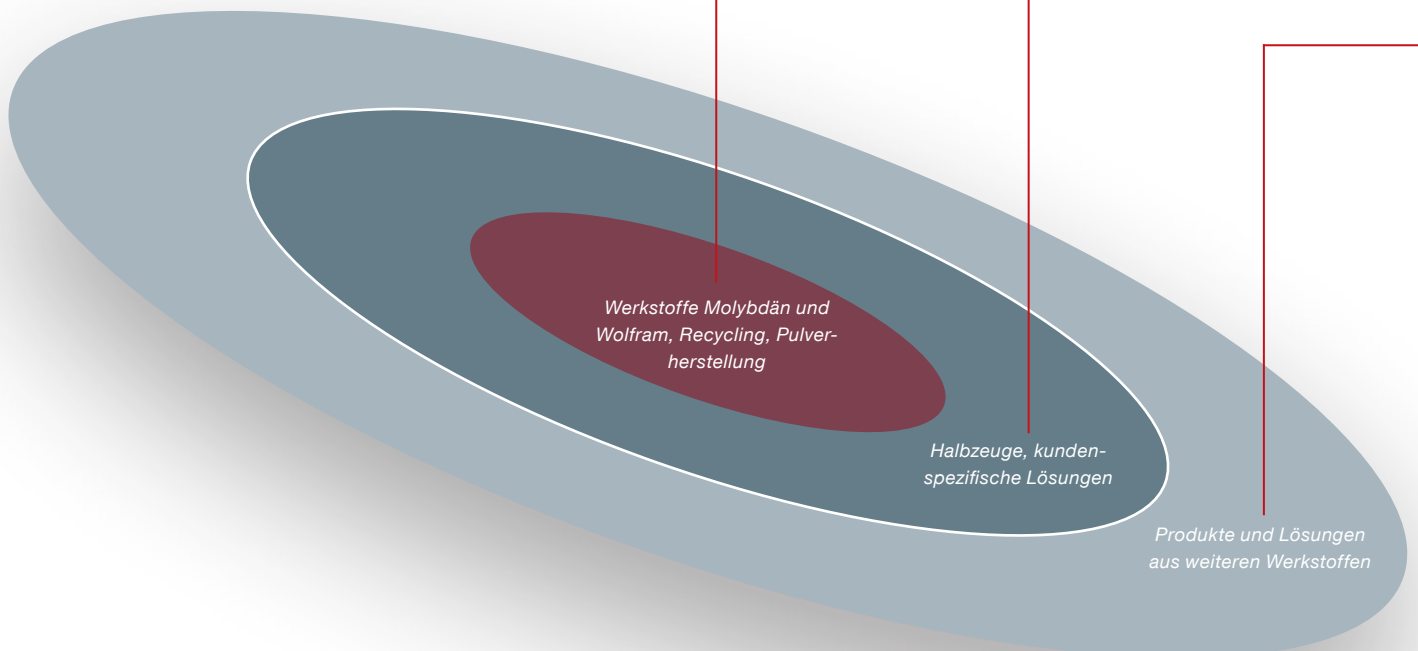 Werkstoffe Molybdän und
Wolfram, Recycling, Pulver-
herstellung
Halbzeuge, kunden-
spezifische Lösungen
Produkte und Lösungen
aus weiteren Werkstoffen